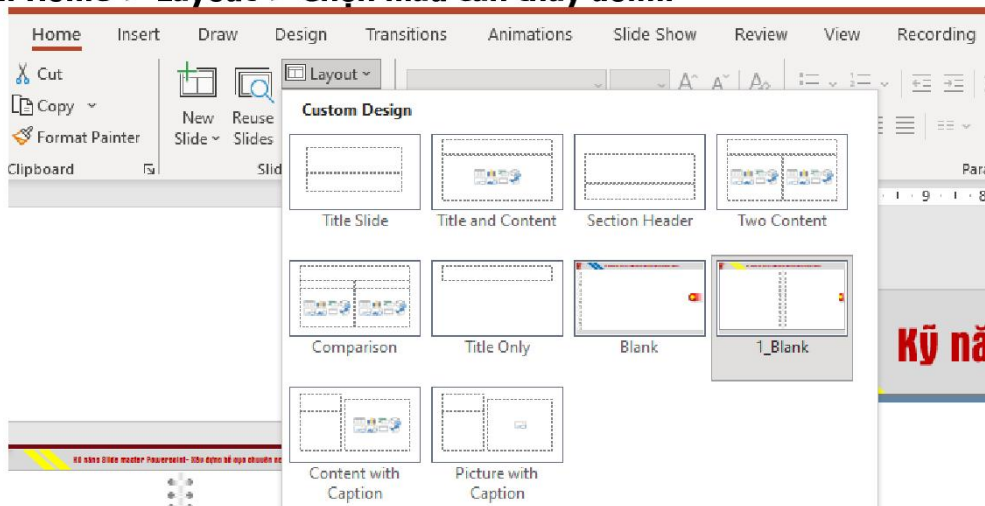 Home Insert Draw Design Transitions Animations Slide Show Review View Recording
Cut
Copy
Format Painter
Clipboard
New Slide
Reuse Slides
Layout
Custom Design
Title Slide
Title and Content
Section Header
Two Content
Comparison
Title Only
Blank
1_Blank
Content with Caption
Picture with Caption
9 8
Kỹ